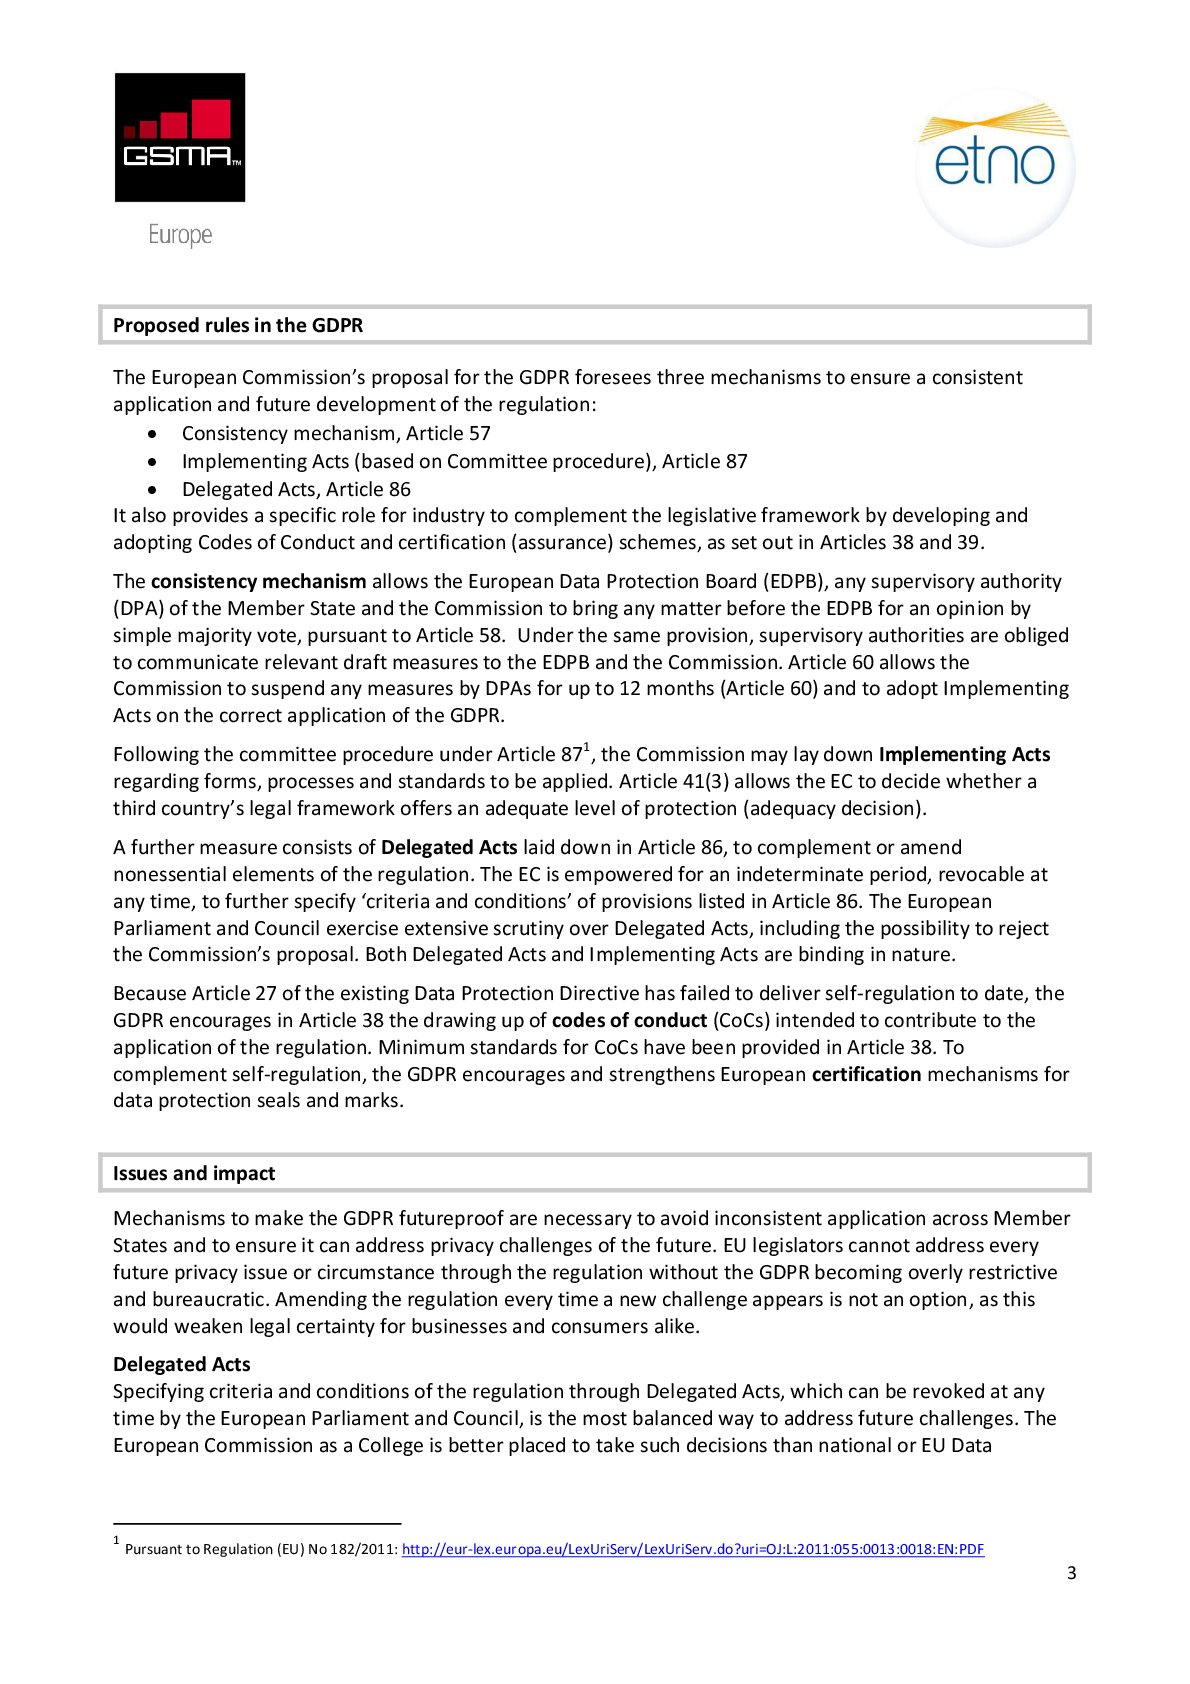 GSMA™
Europe
etno
Proposed rules in the GDPR
The European Commission’s proposal for the GDPR foresees three mechanisms to ensure a consistent
application and future development of the regulation:
• Consistency mechanism, Article 57
• Implementing Acts (based on Committee procedure), Article 87
• Delegated Acts, Article 86
It also provides a specific role for industry to complement the legislative framework by developing and
adopting Codes of Conduct and certification (assurance) schemes, as set out in Articles 38 and 39.
The consistency mechanism allows the European Data Protection Board (EDPB), any supervisory authority
(DPA) of the Member State and the Commission to bring any matter before the EDPB for an opinion by
simple majority vote, pursuant to Article 58.  Under the same provision, supervisory authorities are obliged
to communicate relevant draft measures to the EDPB and the Commission. Article 60 allows the
Commission to suspend any measures by DPAs for up to 12 months (Article 60) and to adopt Implementing
Acts on the correct application of the GDPR.
Following the committee procedure under Article 87¹, the Commission may lay down Implementing Acts
regarding forms, processes and standards to be applied. Article 41(3) allows the EC to decide whether a
third country’s legal framework offers an adequate level of protection (adequacy decision).
A further measure consists of Delegated Acts laid down in Article 86, to complement or amend
nonessential elements of the regulation. The EC is empowered for an indeterminate period, revocable at
any time, to further specify ‘criteria and conditions’ of provisions listed in Article 86. The European
Parliament and Council exercise extensive scrutiny over Delegated Acts, including the possibility to reject
the Commission’s proposal. Both Delegated Acts and Implementing Acts are binding in nature.
Because Article 27 of the existing Data Protection Directive has failed to deliver self-regulation to date, the
GDPR encourages in Article 38 the drawing up of codes of conduct (CoCs) intended to contribute to the
application of the regulation. Minimum standards for CoCs have been provided in Article 38. To
complement self-regulation, the GDPR encourages and strengthens European certification mechanisms for
data protection seals and marks.
Issues and impact
Mechanisms to make the GDPR futureproof are necessary to avoid inconsistent application across Member
States and to ensure it can address privacy challenges of the future. EU legislators cannot address every
future privacy issue or circumstance through the regulation without the GDPR becoming overly restrictive
and bureaucratic. Amending the regulation every time a new challenge appears is not an option, as this
would weaken legal certainty for businesses and consumers alike.
Delegated Acts
Specifying criteria and conditions of the regulation through Delegated Acts, which can be revoked at any
time by the European Parliament and Council, is the most balanced way to address future challenges. The
European Commission as a College is better placed to take such decisions than national or EU Data
¹ Pursuant to Regulation (EU) No 182/2011: http://eur-lex.europa.eu/LexUriServ/LexUriServ.do?uri=OJ:L:2011:055:0013:0018:EN:PDF
3